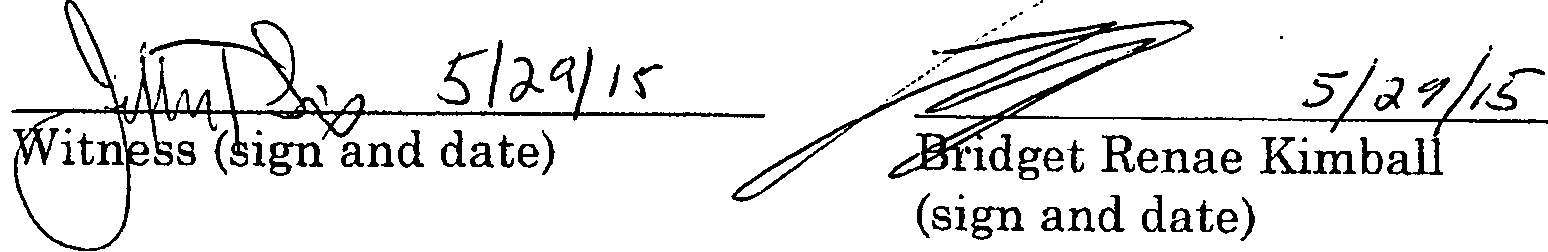 5/29/15
Witness (sign and date)
5/29/15
Bridget Renae Kimball
(sign and date)